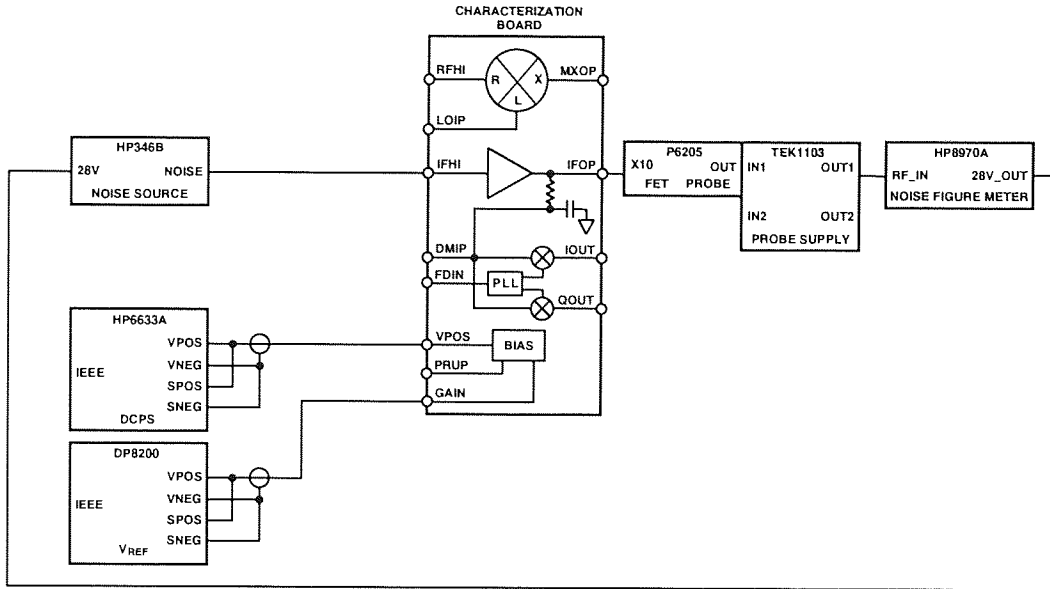 CHARACTERIZATION
BOARD
RFHI
R
X
L
MXOP
LOIP
HP346B
28V
NOISE
NOISE SOURCE
IFHI
IFOP
P6205
X10
OUT
FET PROBE
TEK1103
IN1
OUT1
IN2
OUT2
PROBE SUPPLY
HP8970A
RF_IN
28V_OUT
NOISE FIGURE METER
DMIP
IOUT
FDIN
PLL
QOUT
HP6633A
VPOS
IEEE
VNEG
SPOS
SNEG
DCPS
VPOS
BIAS
PRUP
GAIN
DP8200
VPOS
IEEE
VNEG
SPOS
SNEG
VREF